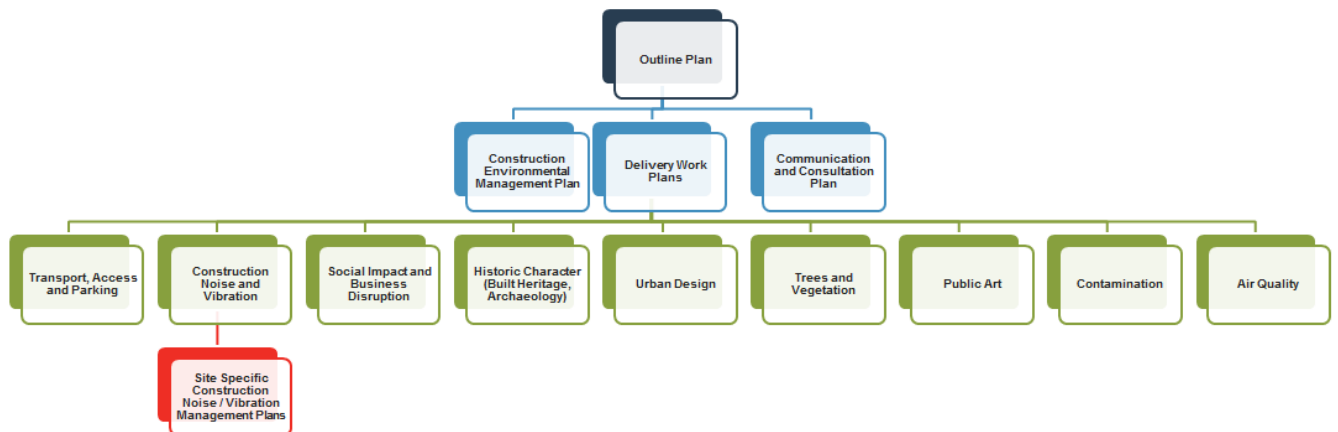 Outline Plan
Construction
Environmental
Management Plan
Delivery Work
Plans
Communication
and Consultation
Plan
Transport, Access
and Parking
Construction
Noise and
Vibration
Social Impact and
Business
Disruption
Historic Character
(Built Heritage,
Archaeology)
Urban Design
Trees and
Vegetation
Public Art
Contamination
Air Quality
Site Specific
Construction
Noise / Vibration
Management Plans